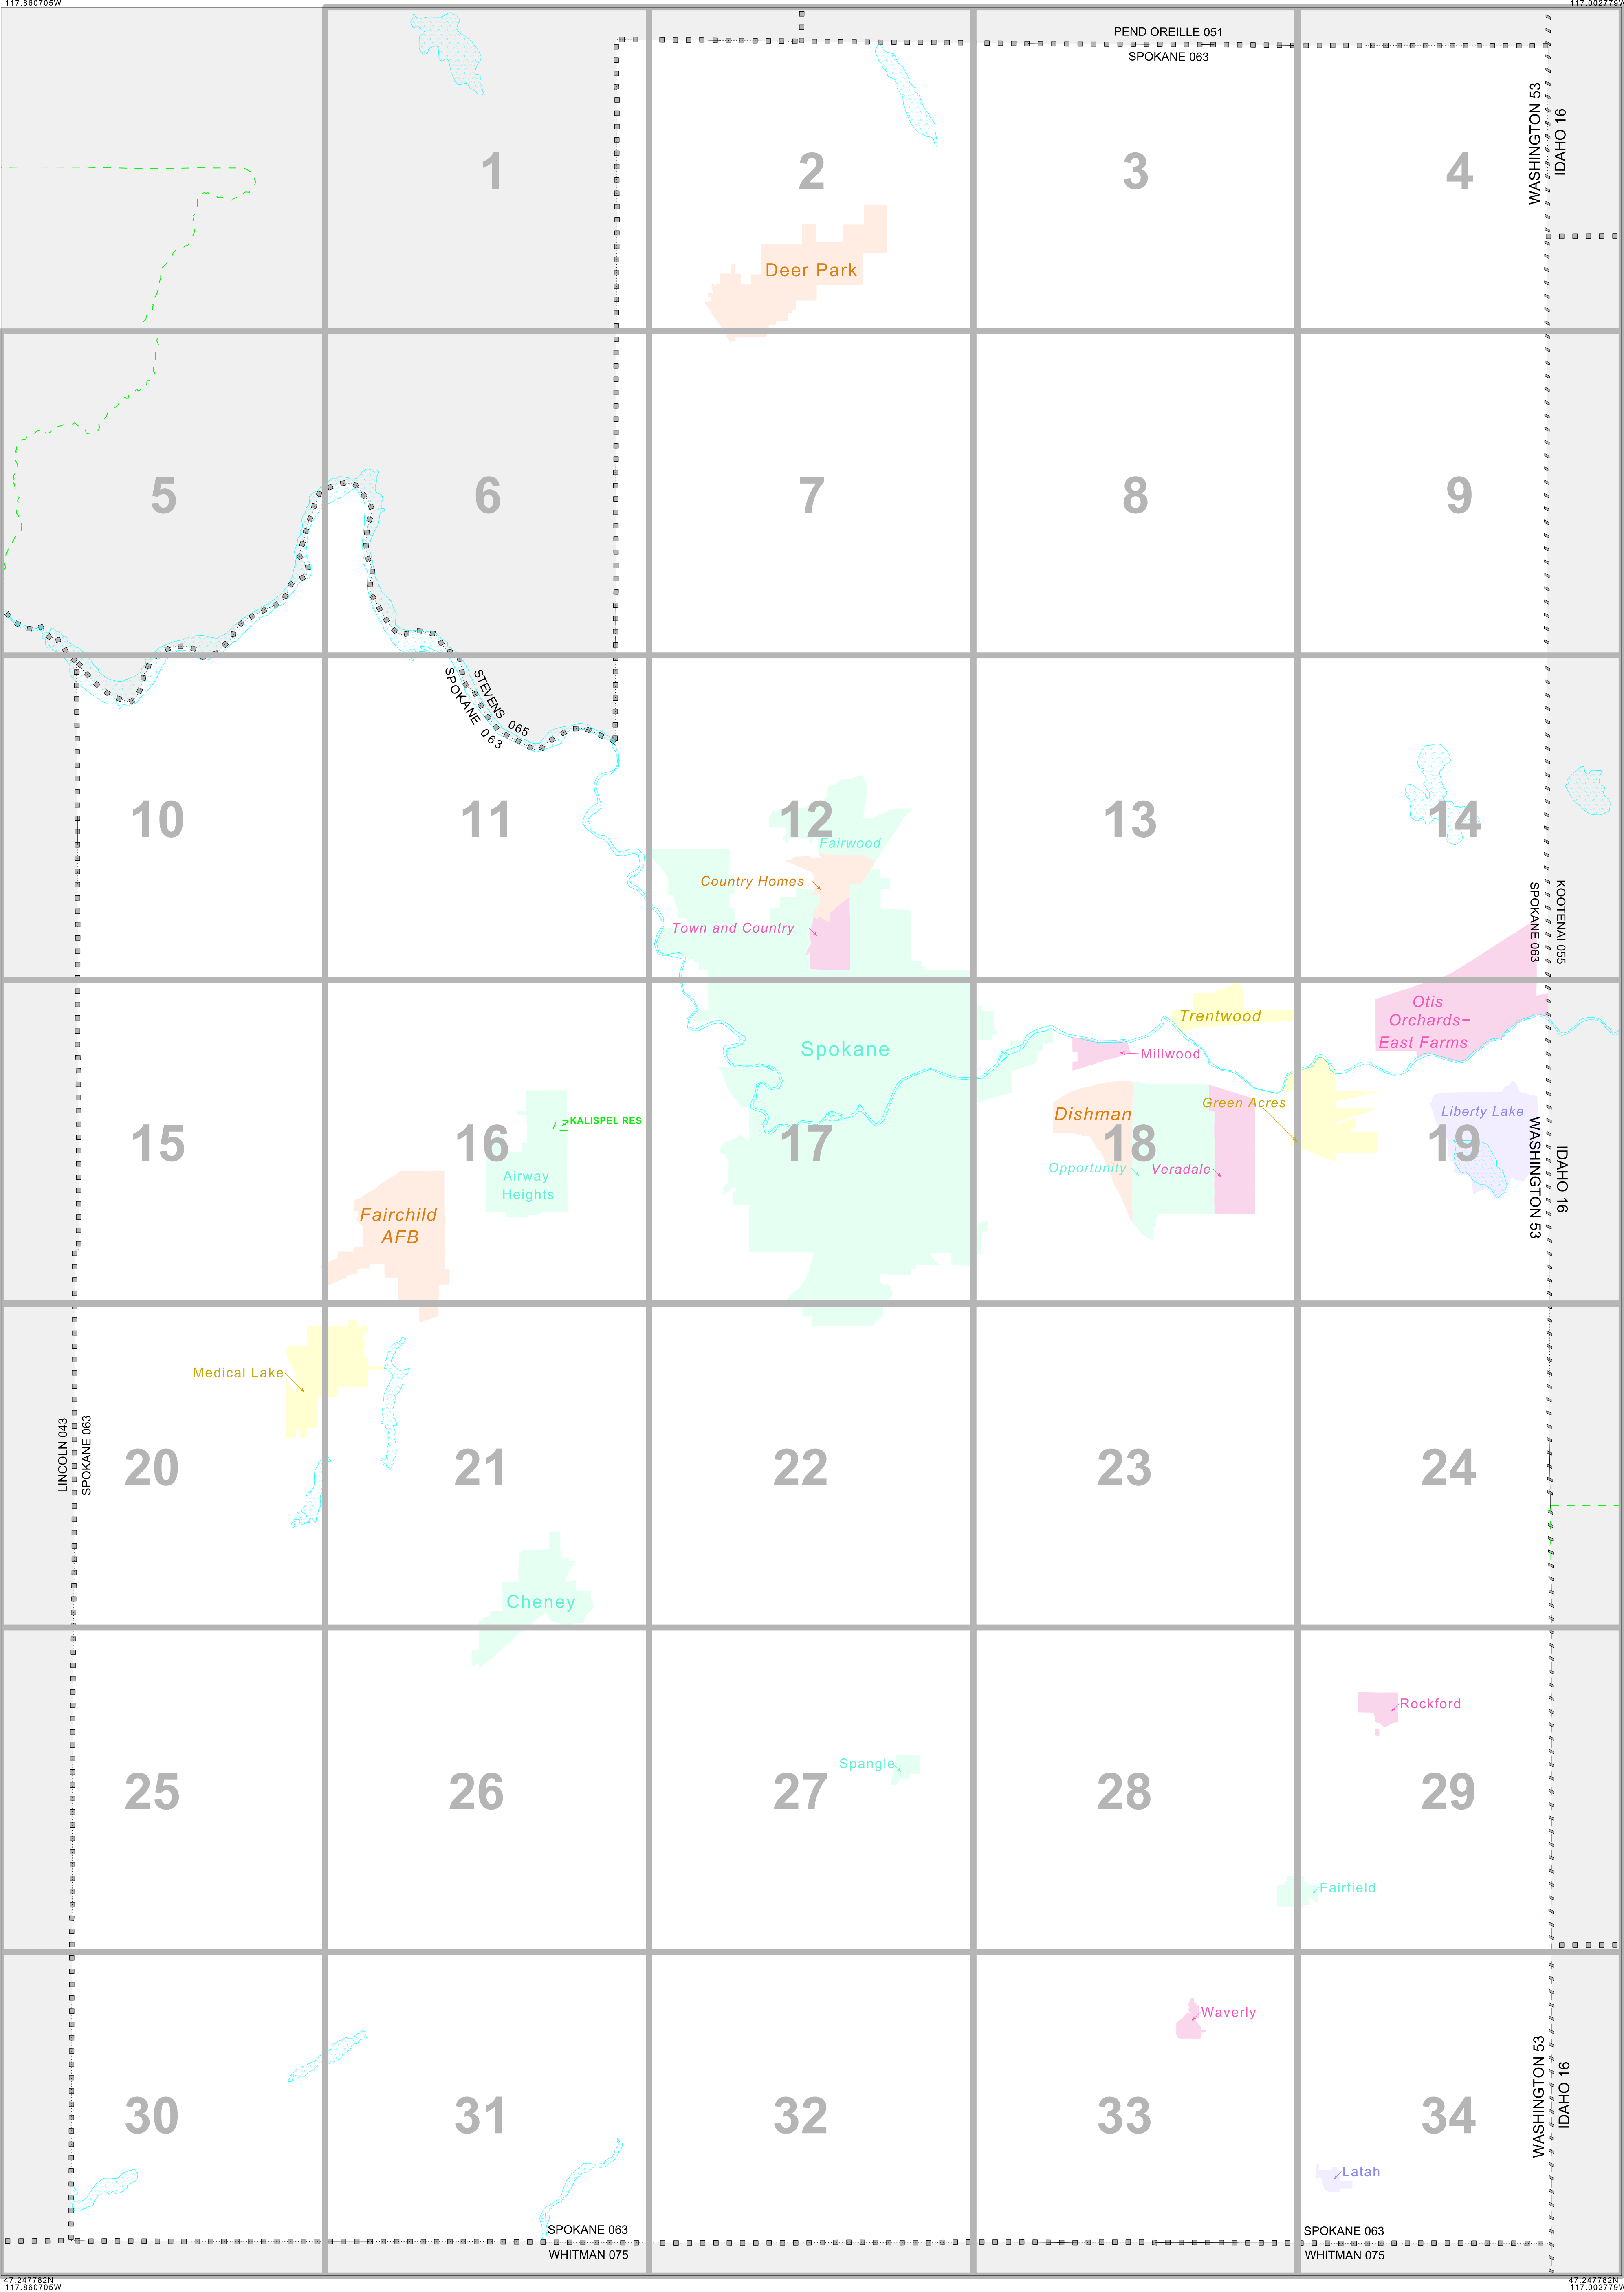 117.860705W
117.002779W
PEND OREILLE 051
SPOKANE 063
WASHINGTON 53
IDAHO 16
1
2
3
4
Deer Park
5
6
7
8
9
STEVENS 065
SPOKANE 063
10
11
12
13
14
Fairwood
Country Homes
Town and Country
SPOKANE 063
KOOTENAI 055
Otis
Orchards-
East Farms
Trentwood
Spokane
Millwood
Green Acres
Dishman
Liberty Lake
KALISPEL RES
15
16
17
18
19
Opportunity
Veradale
Airway
Heights
WASHINGTON 53
IDAHO 16
Fairchild
AFB
Medical Lake
LINCOLN 043
SPOKANE 063
20
21
22
23
24
Cheney
Rockford
Spangle
25
26
27
28
29
Fairfield
Waverly
WASHINGTON 53
IDAHO 16
30
31
32
33
34
Latah
SPOKANE 063
WHITMAN 075
SPOKANE 063
WHITMAN 075
47.247782N
117.860705W
47.247782N
117.002779W